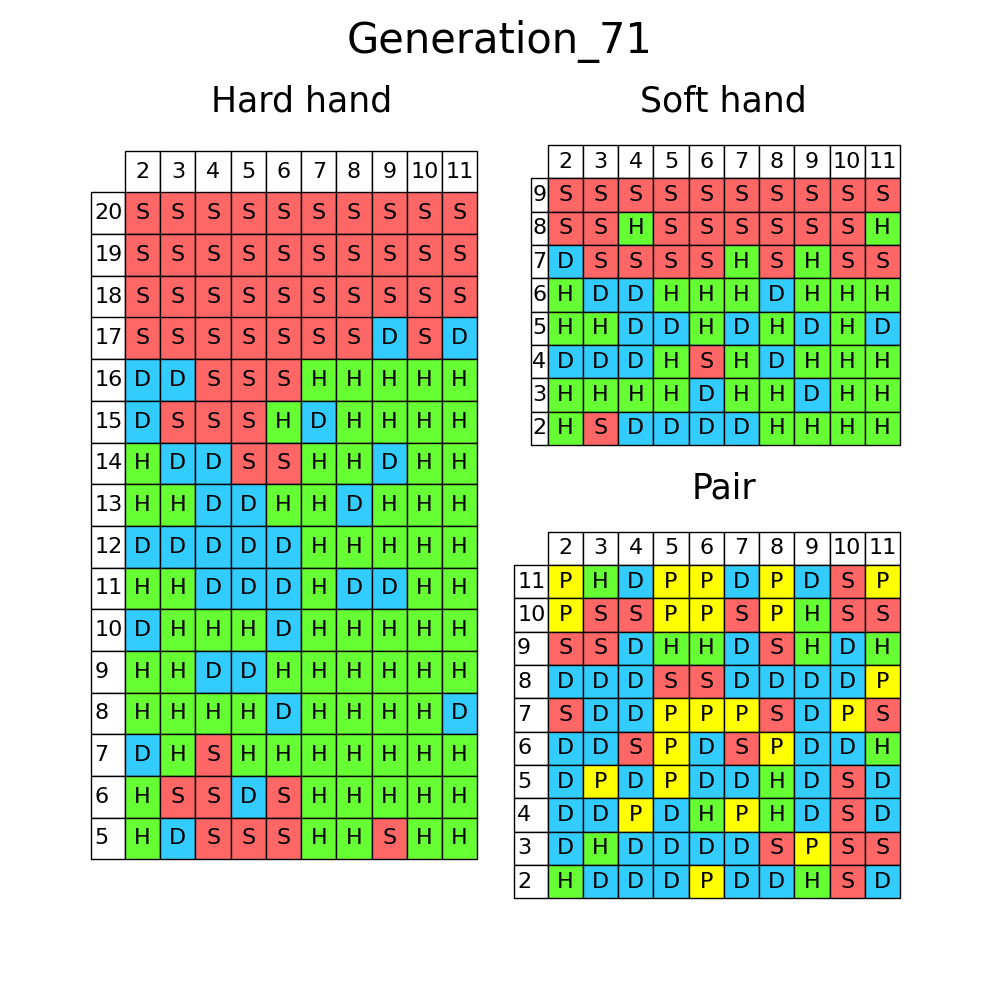 Generation_71
Hard hand
2 3 4 5 6 7 8 9 10 11
20 S S S S S S S S S S
19 S S S S S S S S S S
18 S S S S S S S S S S
17 S S S S S S S D S D
16 D D S S S H H H H H
15 D S S S H D H H H H
14 H D D S S H H D H H
13 H H D D H H D H H H
12 D D D D D H H H H H
11 H H D D D H D D H H
10 D H H H D H H H H H
9 H H D D H H H H H H
8 H H H H D H H H H D
7 D H S H H H H H H H
6 H S S D S H H H H H
5 H D S S S H H S H H
Soft hand
2 3 4 5 6 7 8 9 10 11
9 S S S S S S S S S S
8 S S H S S S S S S H
7 D S S S S H S H S S
6 H D D H H H D H H H
5 H H D D H D H D H D
4 D D D H S H D H H H
3 H H H H D H H D H H
2 H S D D D D H H H H
Pair
2 3 4 5 6 7 8 9 10 11
11 P H D P P D P D S P
10 P S S P P S P H S S
9 S S D H H D S H D H
8 D D D S S D D D D P
7 S D D P P P S D P S
6 D D S P D S P D D H
5 D P D P D D H D S D
4 D D P D H P H D S D
3 D H D D D D S P S S
2 H D D D P D D H S D